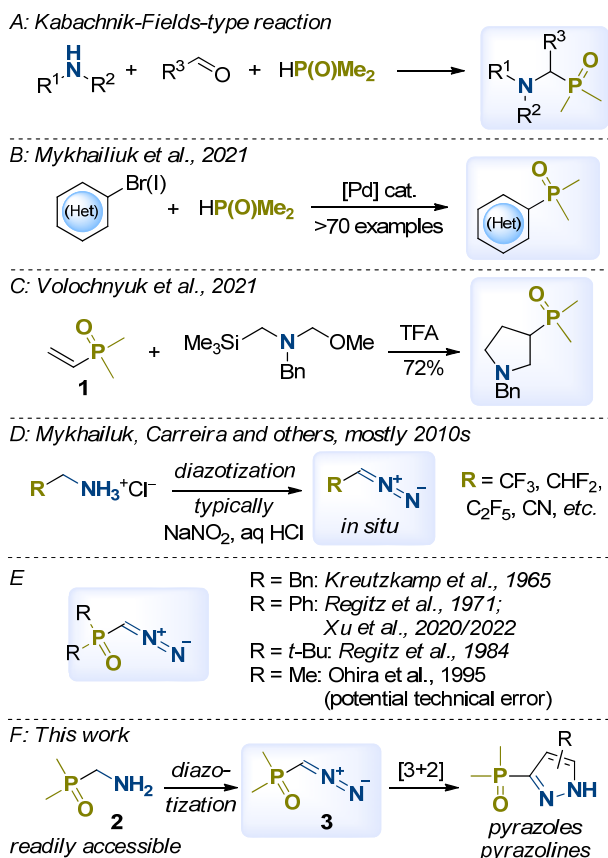 A: Kabachnik-Fields-type reaction
R¹ H N R² + R³ O + HP(O)Me₂ R¹ N R² R³ P O
B: Mykhailiuk et al., 2021
(Het) Br(I) + HP(O)Me₂ [Pd] cat. >70 examples (Het) P O
C: Volochnyuk et al., 2021
O P 1 + Me₃Si N OMe Bn TFA 72% N Bn P O
D: Mykhailuk, Carreira and others, mostly 2010s
R NH₃⁺Cl⁻ diazotization typically NaNO₂, aq HCl R N⁺ N⁻ in situ
R = CF₃, CHF₂,
C₂F₅, CN, etc.
E
R R P O N⁺ N⁻
R = Bn: Kreutzkamp et al., 1965
R = Ph: Regitz et al., 1971;
Xu et al., 2020/2022
R = t-Bu: Regitz et al., 1984
R = Me: Ohira et al., 1995
(potential technical error)
F: This work
P O NH₂ 2 diazo-
tization P O N⁺ N⁻ 3 [3+2] P O N NH R
readily accessible
pyrazoles
pyrazolines